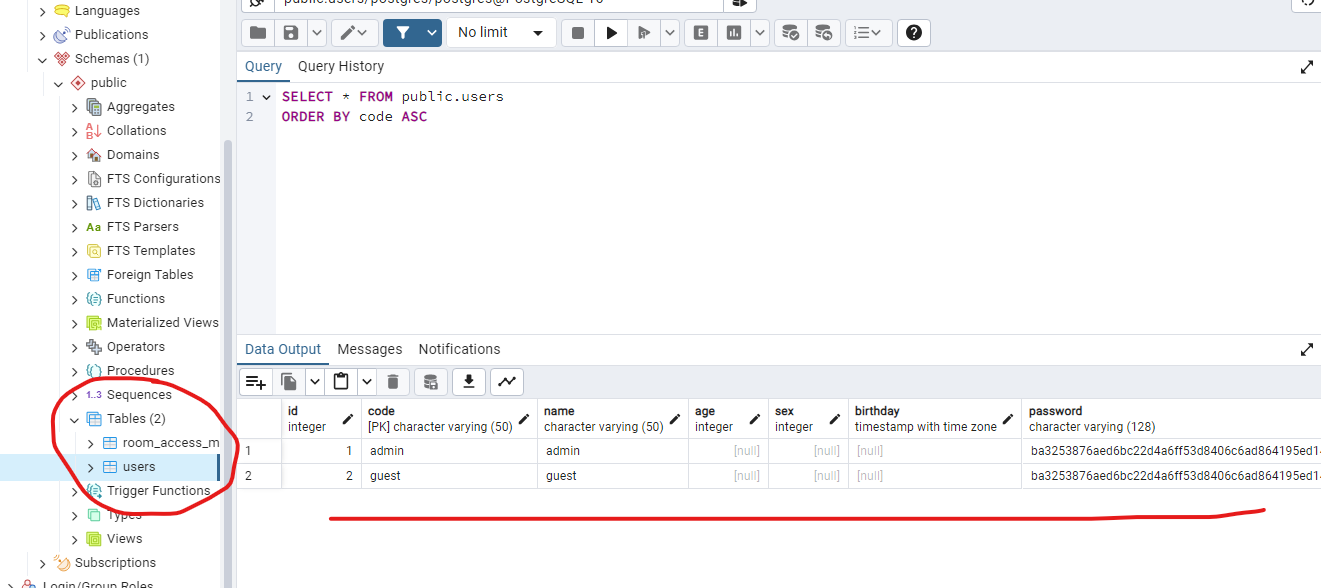 Languages
Publications
Schemas (1)
public
Aggregates
Collations
Domains
FTS Configurations
FTS Dictionaries
Aa FTS Parsers
FTS Templates
Foreign Tables
Functions
Materialized Views
Operators
Procedures
1..3 Sequences
Tables (2)
room_access_m
users
Trigger Functions
Types
Views
Subscriptions
Login/Group Roles
public.users/postgres/postgres@PostgreSQL 16
No limit
E
Query Query History
1 SELECT * FROM public.users
2 ORDER BY code ASC
Data Output Messages Notifications
id code name age sex birthday password
integer [PK] character varying (50) character varying (50) integer integer timestamp with time zone character varying (128)
1 1 admin admin [null] [null] [null] ba3253876aed6bc22d4a6ff53d8406c6ad864195ed14
2 2 guest guest [null] [null] [null] ba3253876aed6bc22d4a6ff53d8406c6ad864195ed14